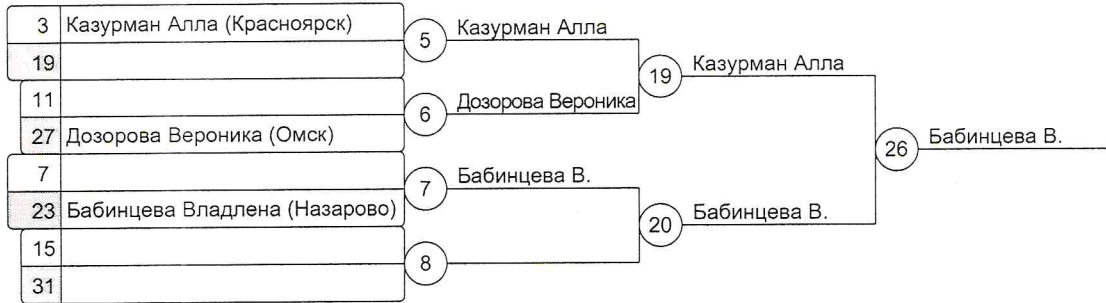 3 Казурман Алла (Красноярск)
5 Казурман Алла
19
19 Казурман Алла
11
6 Дозорова Вероника
27 Дозорова Вероника (Омск)
26 Бабинцева В.
7
7 Бабинцева В.
23 Бабинцева Владлена (Назарово)
20 Бабинцева В.
15
8
31